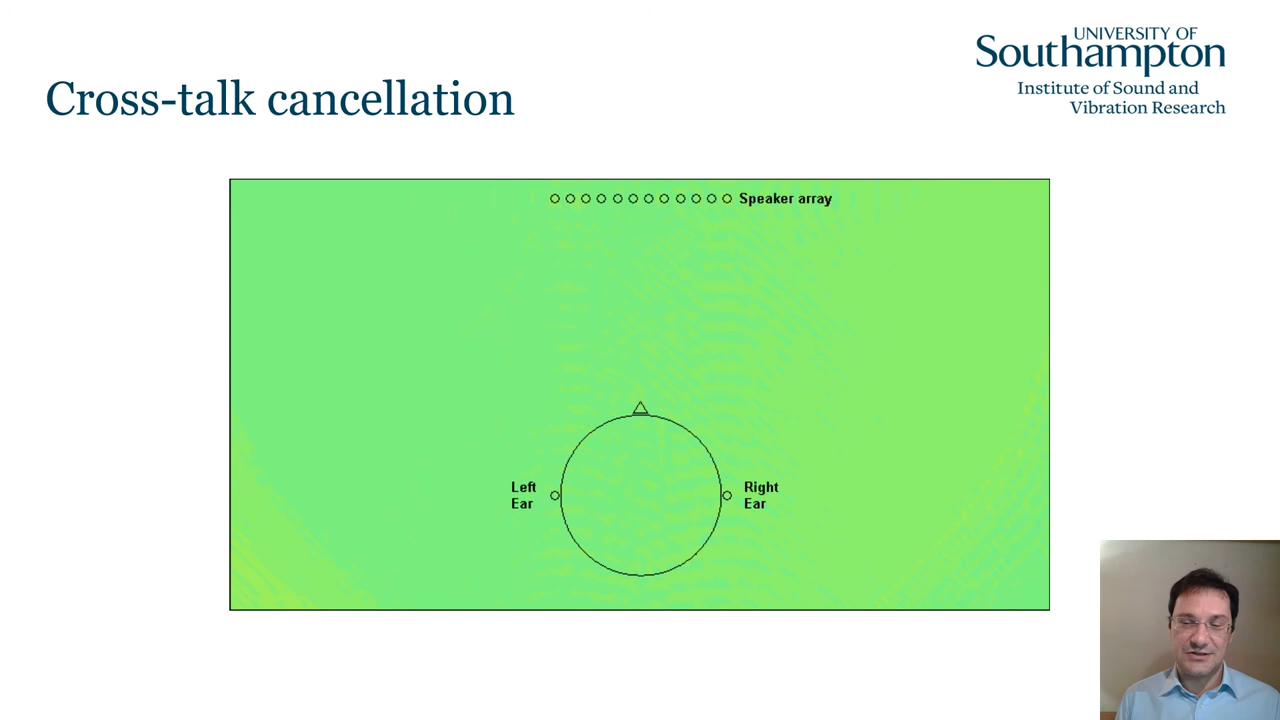 UNIVERSITY OF
Southampton
Institute of Sound and
Vibration Research
Cross-talk cancellation
Speaker array
Left
Ear
Right
Ear